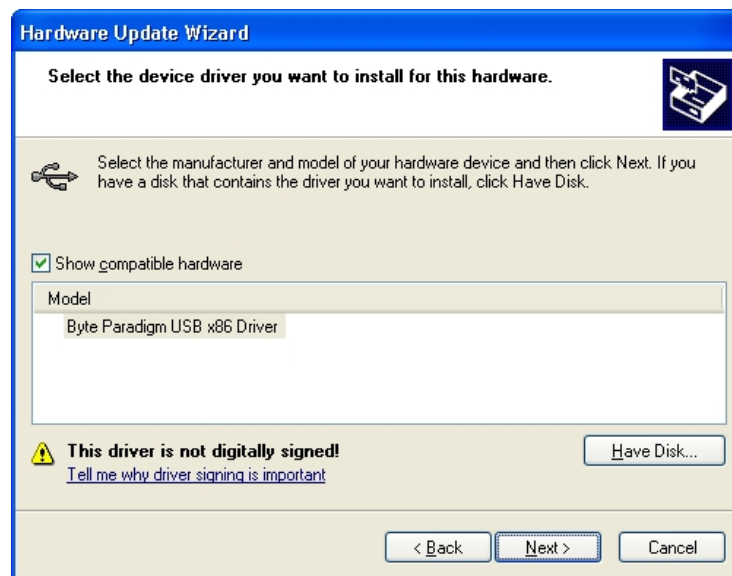 Hardware Update Wizard
Select the device driver you want to install for this hardware.
Select the manufacturer and model of your hardware device and then click Next. If you
have a disk that contains the driver you want to install, click Have Disk.
Show compatible hardware
Model
Byte Paradigm USB x86 Driver
This driver is not digitally signed!
Have Disk...
Tell me why driver signing is important
< Back
Next >
Cancel